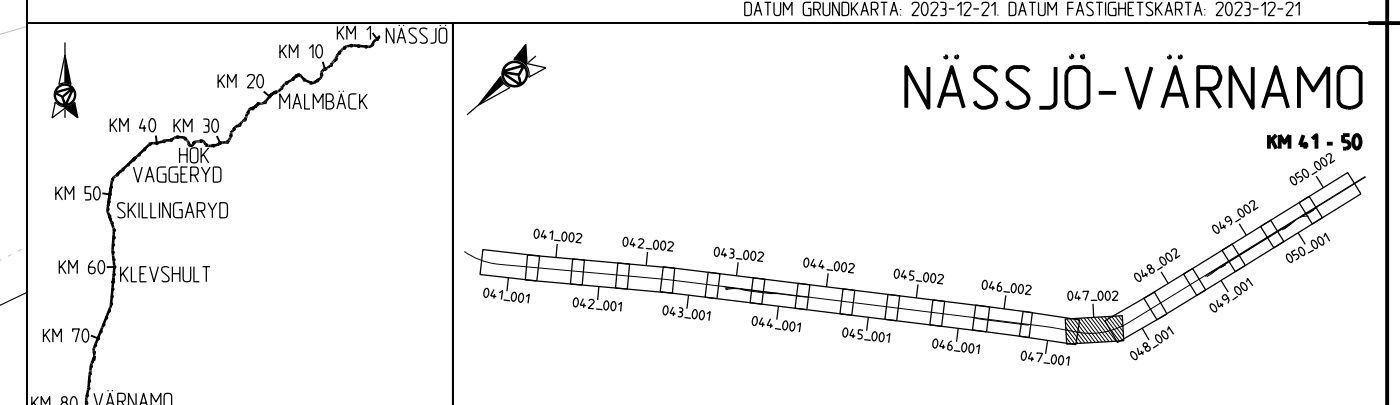 DATUM GRUNDKARTA: 2023-12-21. DATUM FASTIGHETSKARTA: 2023-12-21
KM 1 NÄSSJÖ
KM 10
KM 20
MALMBÄCK
KM 40 KM 30
HOK
VAGGERYD
KM 50
SKILLINGARYD
KM 60 KLEVSHULT
KM 70
KM 80 VÄRNAMO
NÄSSJÖ-VÄRNAMO
KM 41 - 50
050_002
049_002
048_002
041_002
042_002
043_002
044_002
045_002
046_002
047_002
041_001
042_001
043_001
044_001
045_001
046_001
047_001
048_001
049_001
050_001